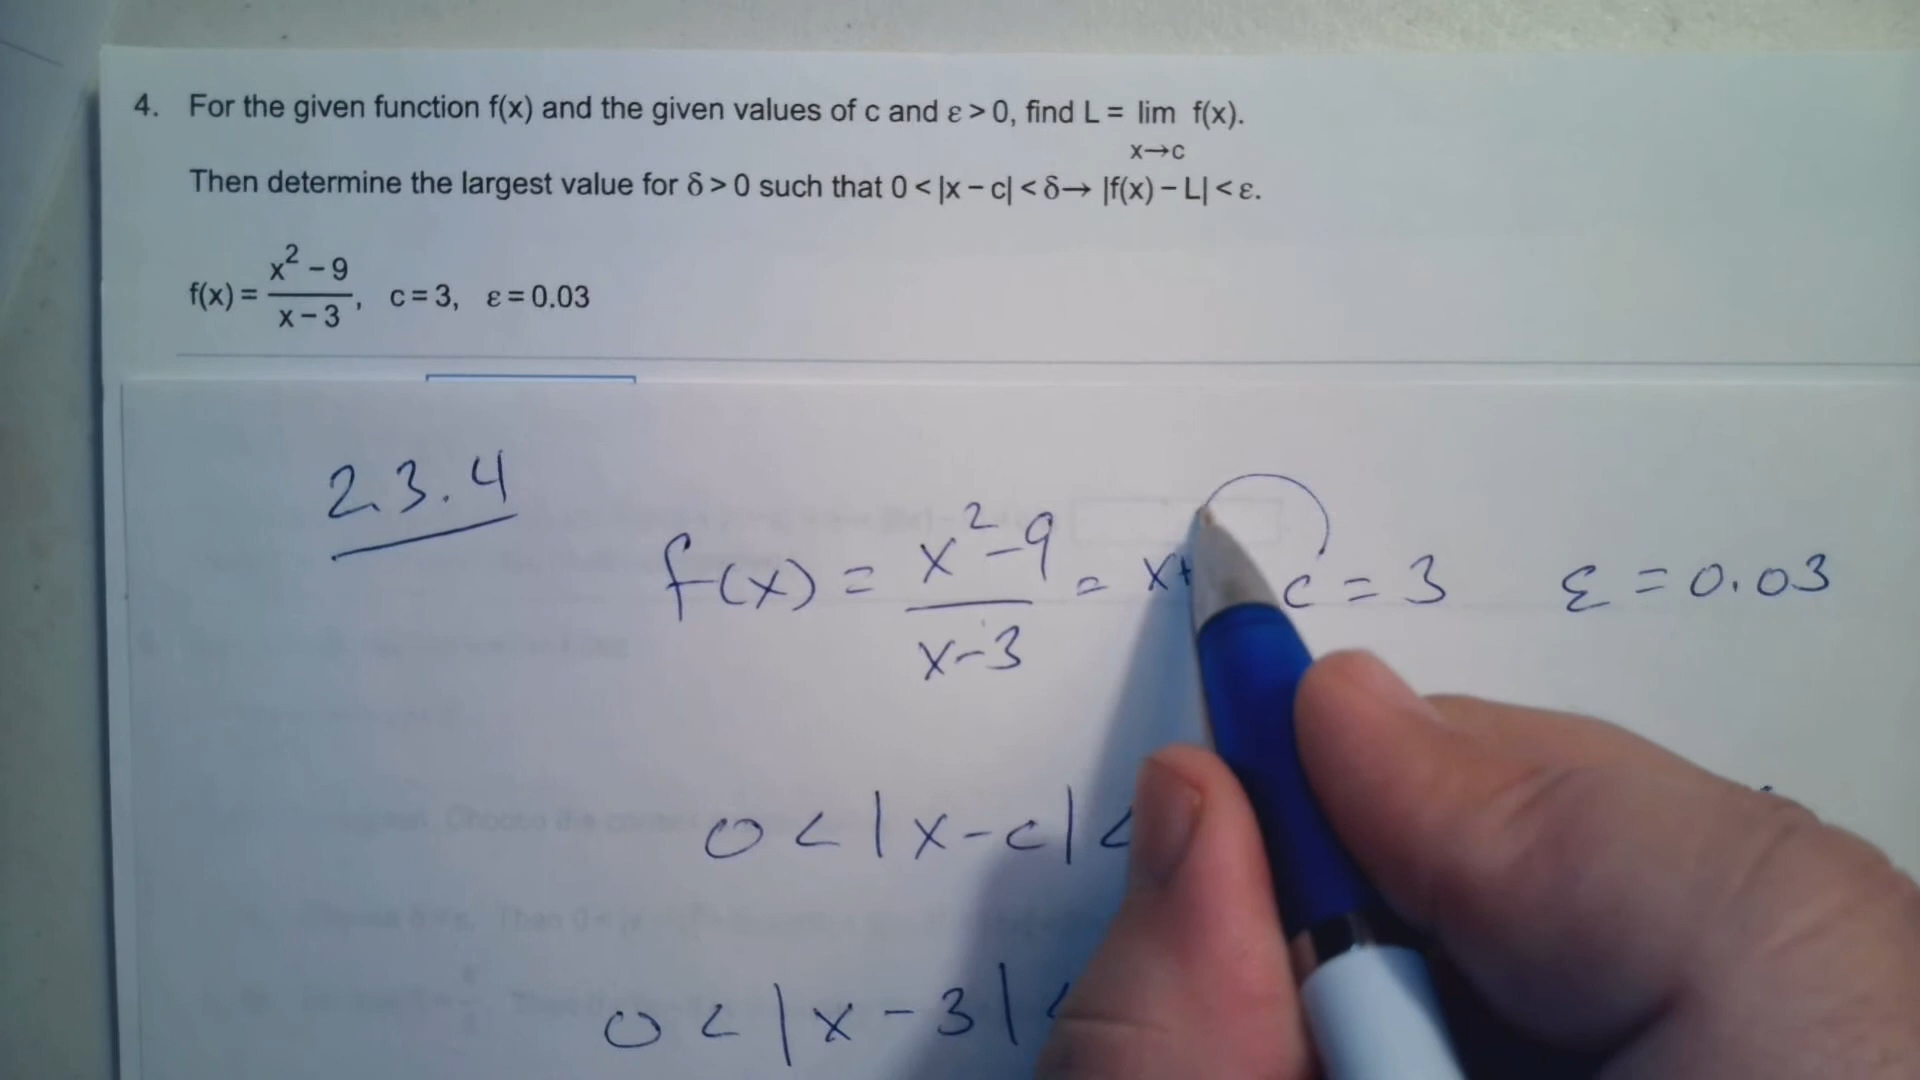 4. For the given function f(x) and the given values of c and ε > 0, find L = lim f(x).
x→c
Then determine the largest value for δ > 0 such that 0 < |x − c| < δ→ |f(x) − L| < ε.
f(x) = x² − 9 / x − 3, c = 3, ε = 0.03
2.3.4
f(x) = x²-9 / x-3 = x+ c = 3 ε = 0.03
0 < |x-c| <
0 < |x-3| <